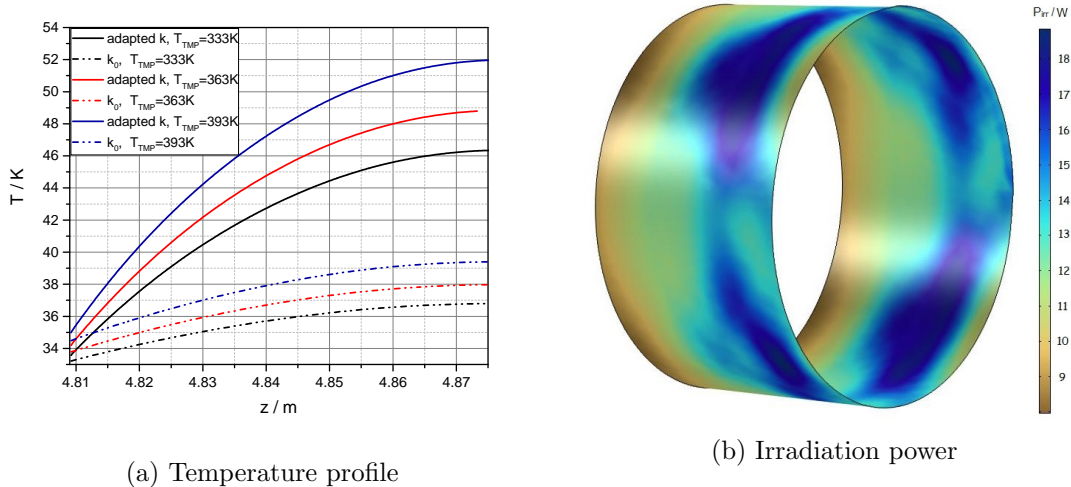 54
52
50
48
46
44
42
40
38
36
34
T / K
adapted k, T_TMP=333K
k_0, T_TMP=333K
adapted k, T_TMP=363K
k_0, T_TMP=363K
adapted k, T_TMP=393K
k_0, T_TMP=393K
4.81 4.82 4.83 4.84 4.85 4.86 4.87
z / m
(a) Temperature profile
P_irr / W
18
17
16
15
14
13
12
11
10
9
(b) Irradiation power